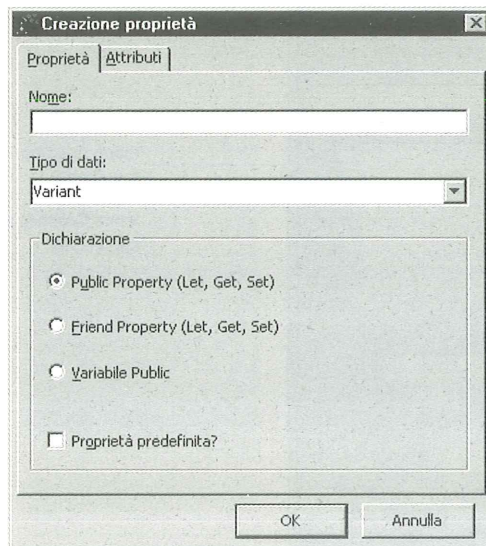 Creazione proprietà
Proprietà Attributi
Nome:
Tipo di dati:
Variant
Dichiarazione
Public Property (Let, Get, Set)
Friend Property (Let, Get, Set)
Variabile Public
Proprietà predefinita?
OK Annulla